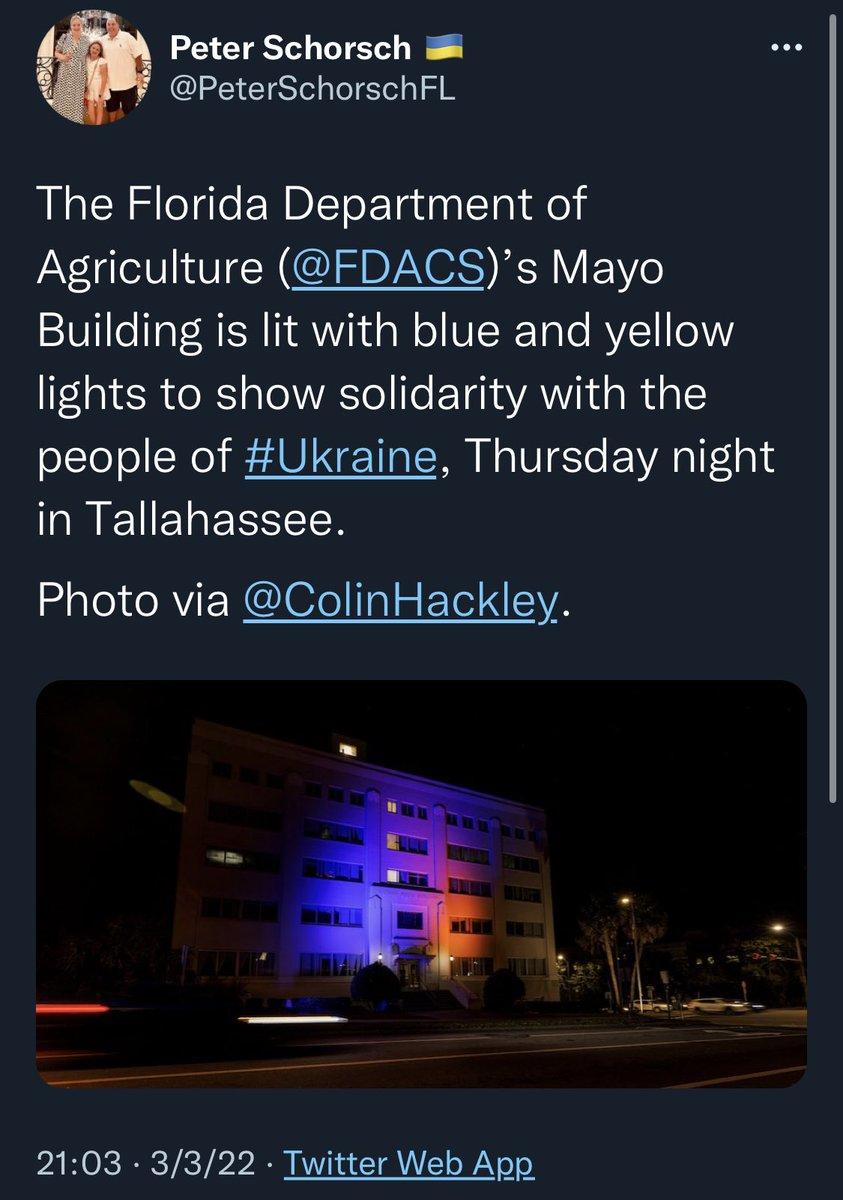 Peter Schorsch 🇺🇦
@PeterSchorschFL
The Florida Department of
Agriculture (@FDACS)’s Mayo
Building is lit with blue and yellow
lights to show solidarity with the
people of #Ukraine, Thursday night
in Tallahassee.
Photo via @ColinHackley.
21:03 · 3/3/22 · Twitter Web App